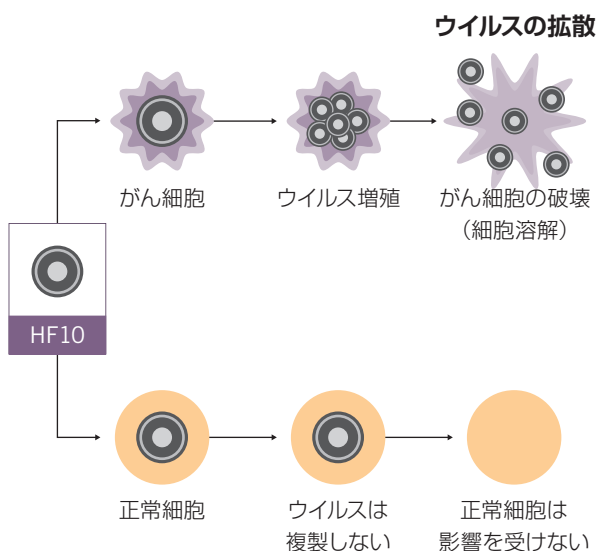 ウイルスの拡散
がん細胞
ウイルス増殖
がん細胞の破壊
（細胞溶解）
HF10
正常細胞
ウイルスは
複製しない
正常細胞は
影響を受けない